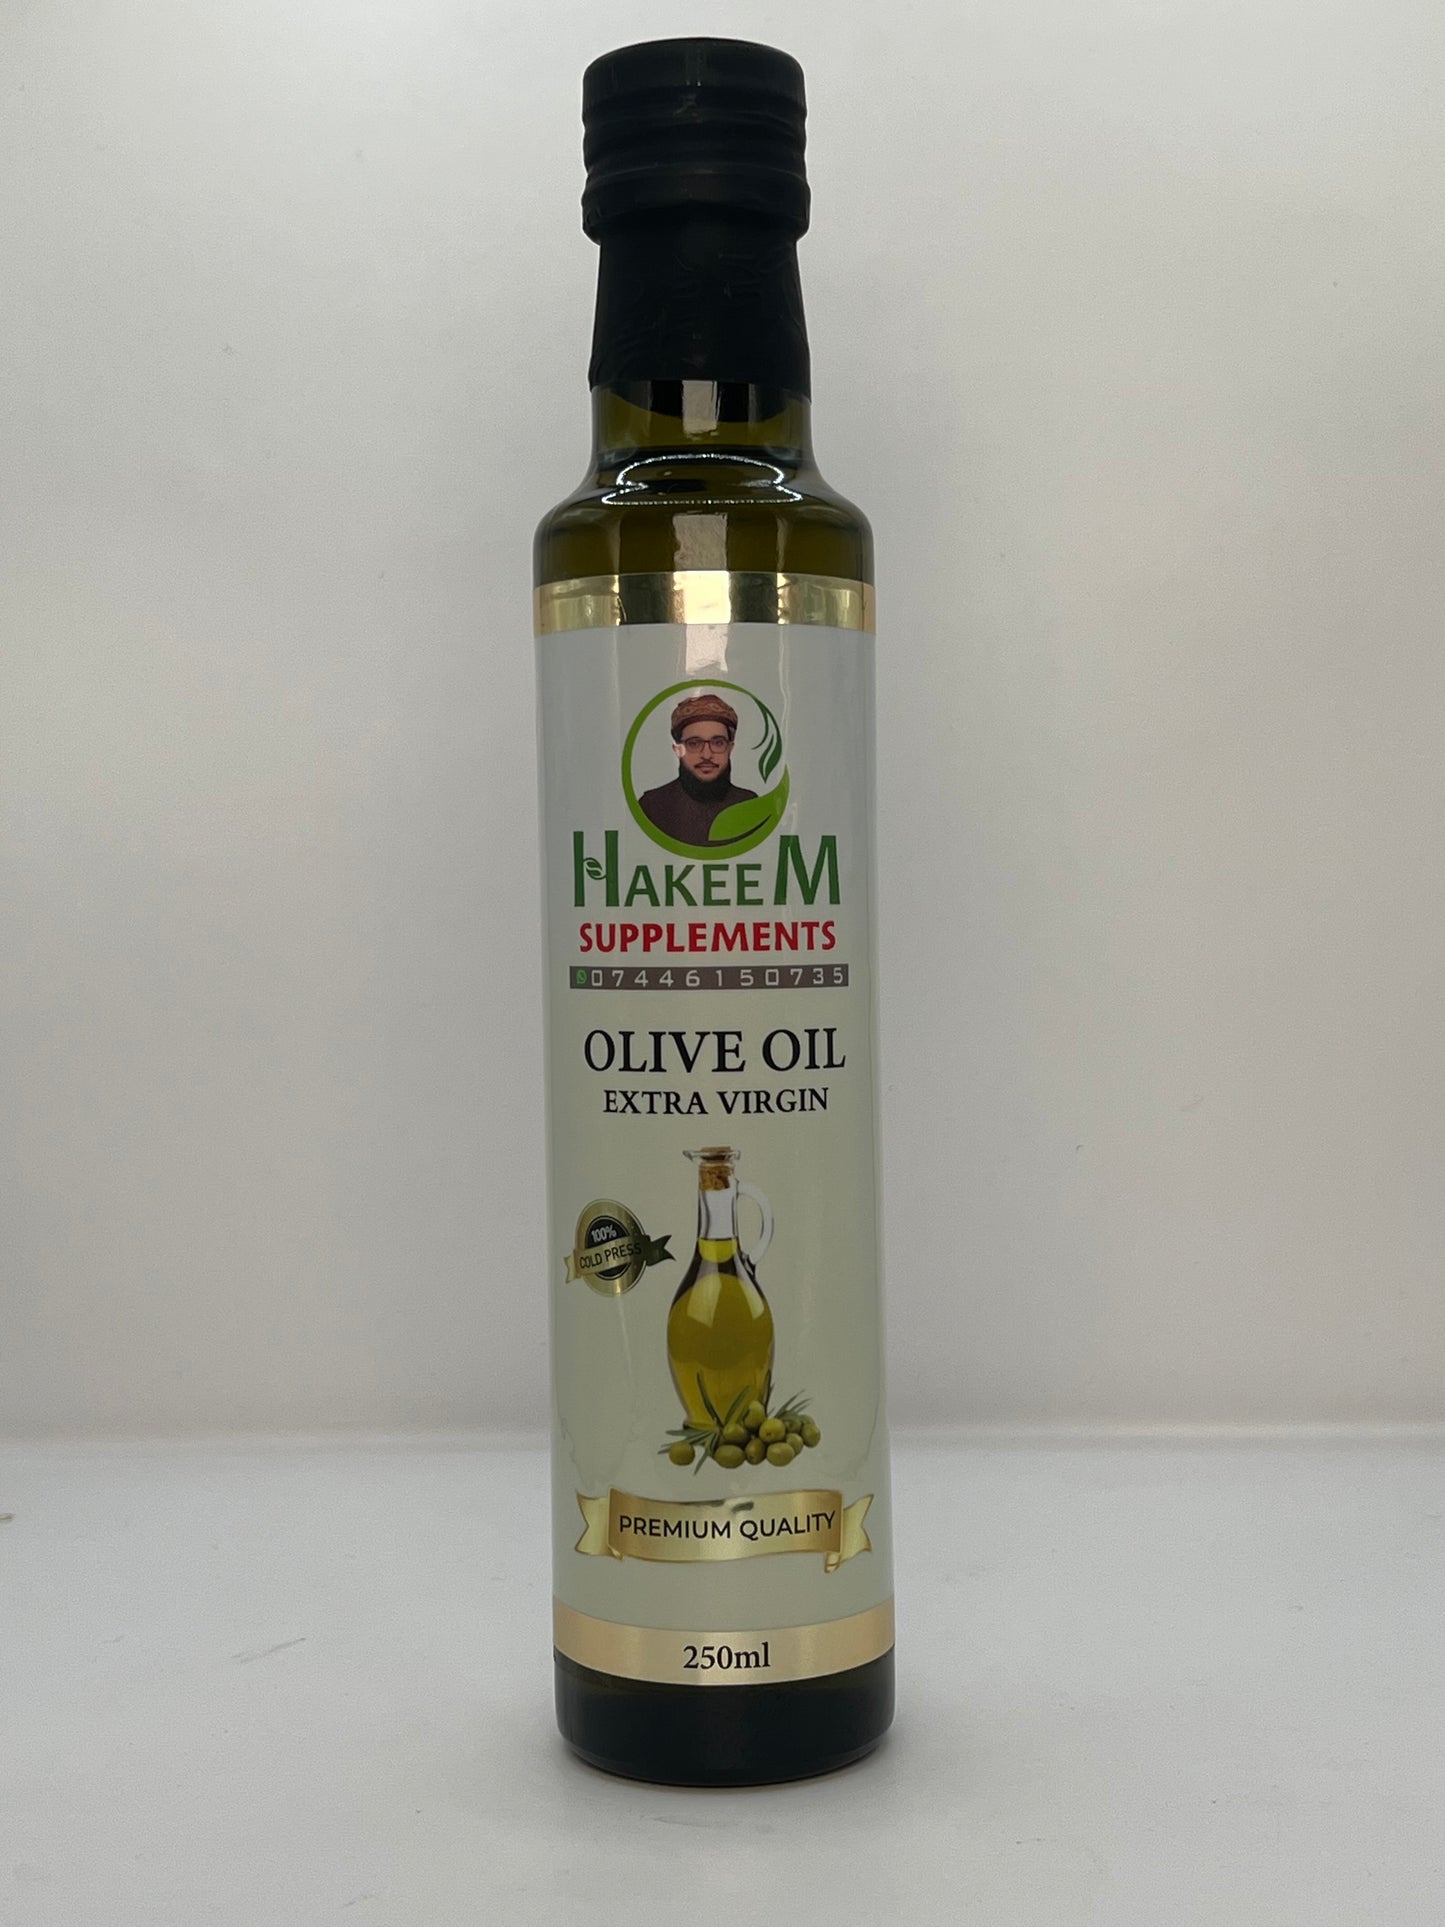 HAKEEM
SUPPLEMENTS
07446150735
OLIVE OIL
EXTRA VIRGIN
100%
COLD PRESS
PREMIUM QUALITY
250ml